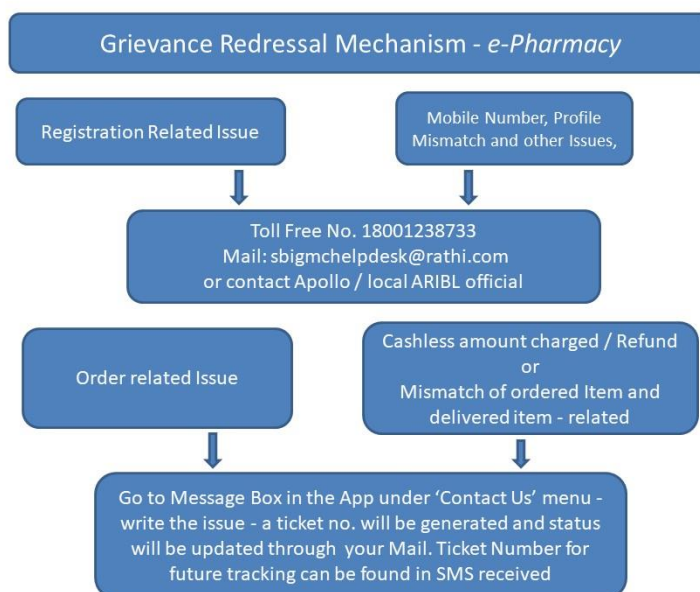 Grievance Redressal Mechanism - e-Pharmacy
Registration Related Issue
Mobile Number, Profile
Mismatch and other Issues,
Toll Free No. 18001238733
Mail: sbigmchelpdesk@rathi.com
or contact Apollo / local ARIBL official
Order related Issue
Cashless amount charged / Refund
or
Mismatch of ordered Item and
delivered item - related
Go to Message Box in the App under ‘Contact Us’ menu -
write the issue - a ticket no. will be generated and status
will be updated through your Mail. Ticket Number for
future tracking can be found in SMS received